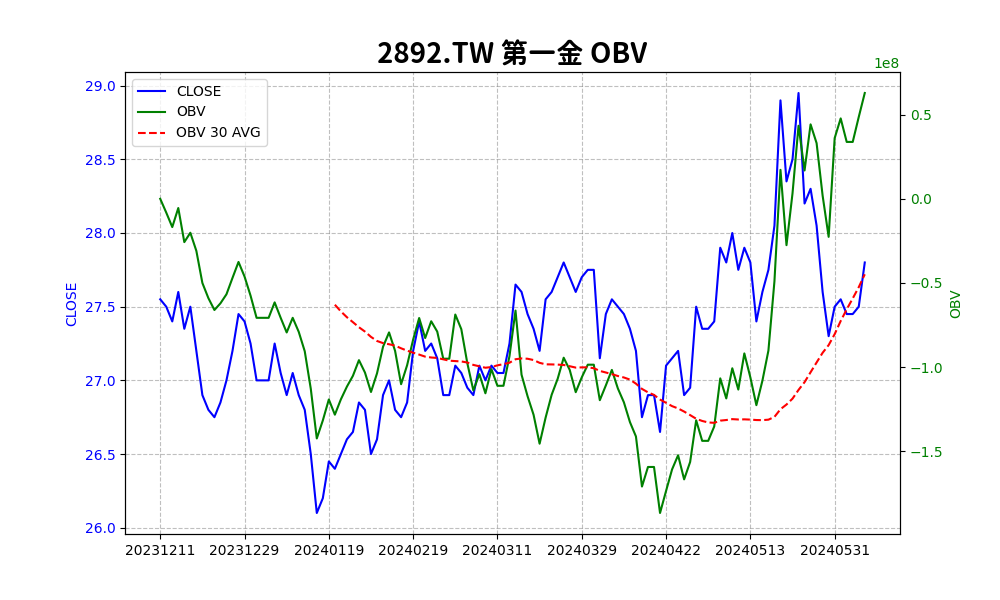 2892.TW 第一金 OBV
1e8
CLOSE
OBV
OBV 30 AVG
29.0
28.5
28.0
27.5
27.0
26.5
26.0
CLOSE
0.5
0.0
−0.5
−1.0
−1.5
OBV
20231211 20231229 20240119 20240219 20240311 20240329 20240422 20240513 20240531